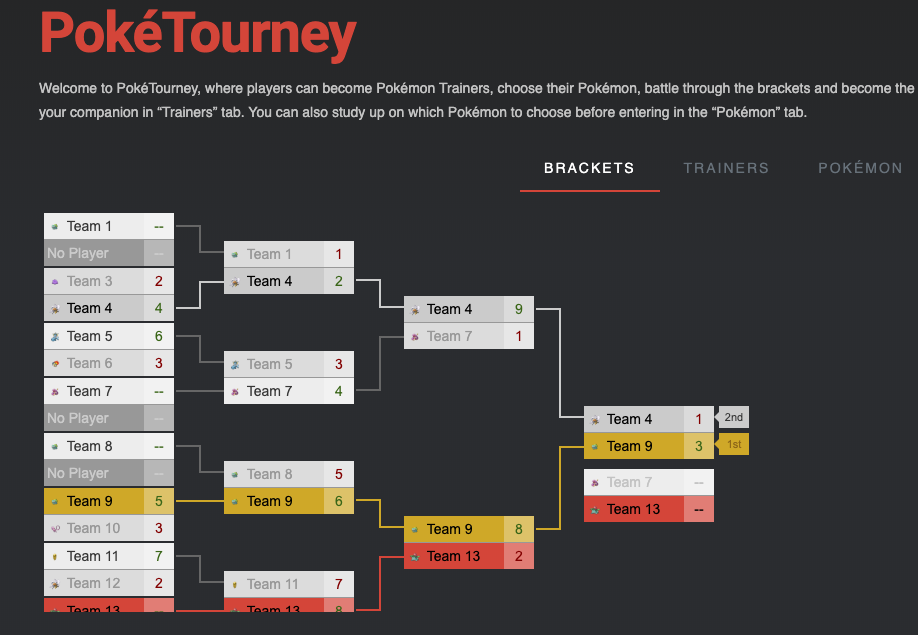 PokéTourney
Welcome to PokéTourney, where players can become Pokémon Trainers, choose their Pokémon, battle through the brackets and become the
your companion in “Trainers” tab. You can also study up on which Pokémon to choose before entering in the “Pokémon” tab.
BRACKETS TRAINERS POKÉMON
Team 1 --
No Player --
Team 3 2
Team 4 4
Team 5 6
Team 6 3
Team 7 --
No Player --
Team 8 --
No Player --
Team 9 5
Team 10 3
Team 11 7
Team 12 2
Team 13 --
Team 1 1
Team 4 2
Team 5 3
Team 7 4
Team 8 5
Team 9 6
Team 11 7
Team 13 8
Team 4 9
Team 7 1
Team 9 8
Team 13 2
Team 4 1 2nd
Team 9 3 1st
Team 7 --
Team 13 --